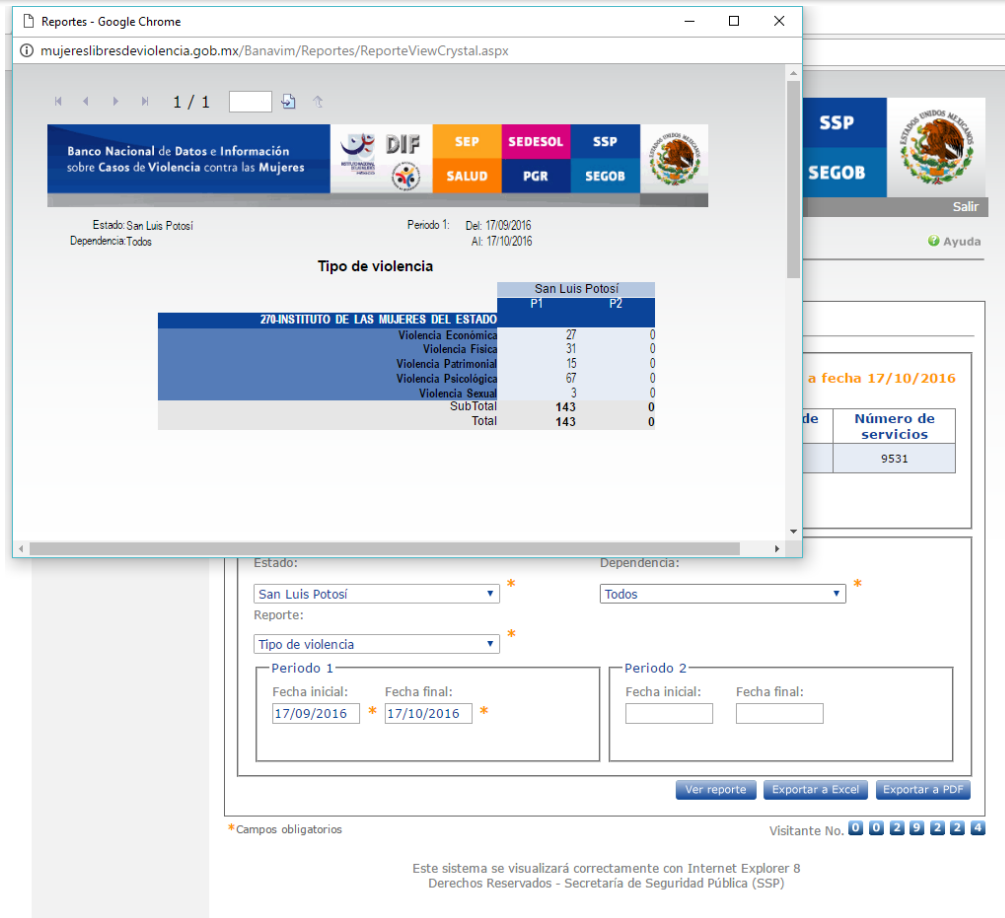 Reportes - Google Chrome
mujereslibresdeviolencia.gob.mx/Banavim/Reportes/ReporteViewCrystal.aspx
1 / 1
Banco Nacional de Datos e Información
sobre Casos de Violencia contra las Mujeres
DIF
SEP SEDESOL SSP
SALUD PGR SEGOB
Estado: San Luis Potosí Periodo 1: Del: 17/09/2016
Dependencia: Todos Al: 17/10/2016
Tipo de violencia
San Luis Potosí
P1 P2
270-INSTITUTO DE LAS MUJERES DEL ESTADO
Violencia Económica 27 0
Violencia Física 31 0
Violencia Patrimonial 15 0
Violencia Psicológica 67 0
Violencia Sexual 3 0
SubTotal 143 0
Total 143 0
SSP
SEGOB
ESTADOS UNIDOS MEXICANOS
Salir
Ayuda
a fecha 17/10/2016
de Número de
servicios
9531
Estado: Dependencia:
San Luis Potosí * Todos *
Reporte:
Tipo de violencia *
Periodo 1 Periodo 2
Fecha inicial: Fecha final: Fecha inicial: Fecha final:
17/09/2016 * 17/10/2016 *
Ver reporte Exportar a Excel Exportar a PDF
*Campos obligatorios Visitante No. 0 0 2 9 2 2 4
Este sistema se visualizará correctamente con Internet Explorer 8
Derechos Reservados - Secretaría de Seguridad Pública (SSP)